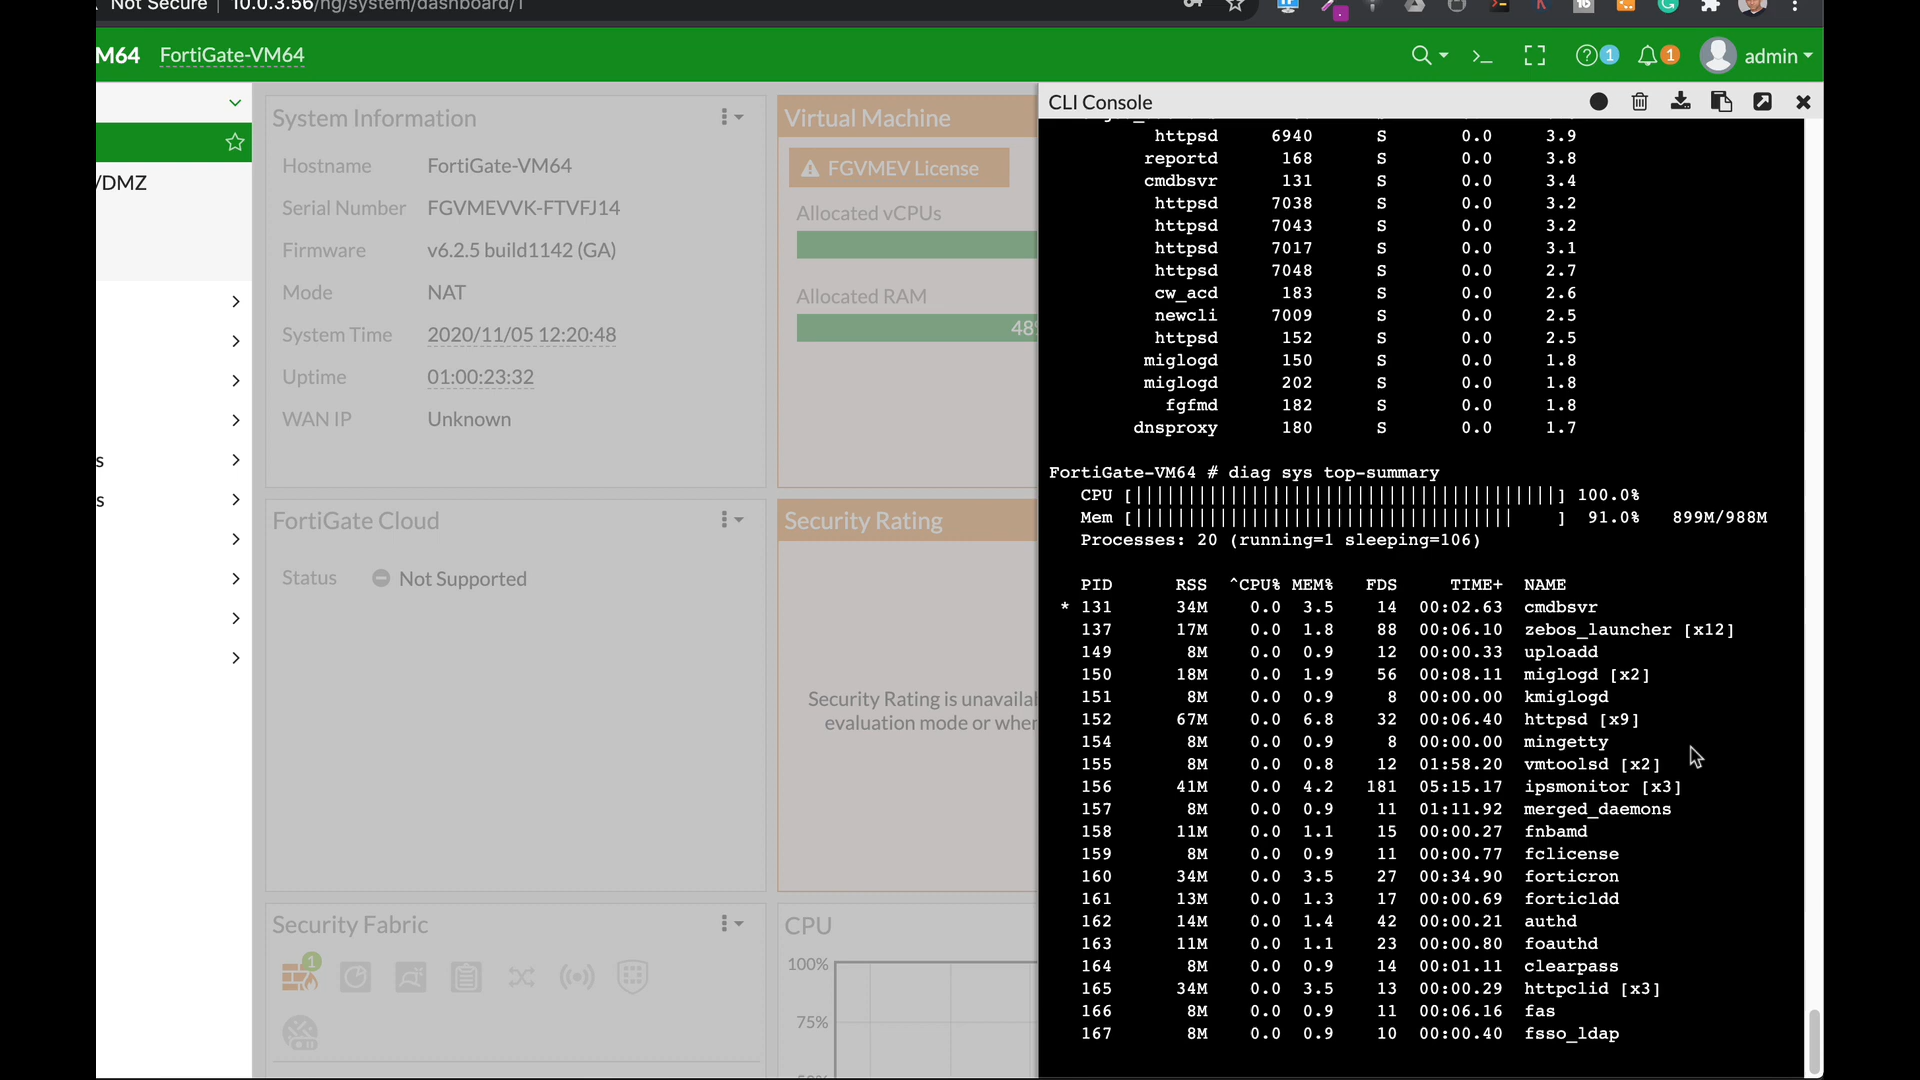 Not Secure | 10.0.3.56/ng/system/dashboard/1
M64 FortiGate-VM64
1 1 admin
/DMZ
s
s
System Information
Hostname FortiGate-VM64
Serial Number FGVMEVVK-FTVFJ14
Firmware v6.2.5 build1142 (GA)
Mode NAT
System Time 2020/11/05 12:20:48
Uptime 01:00:23:32
WAN IP Unknown
Virtual Machine
FGVMEV License
Allocated vCPUs
Allocated RAM
48%
FortiGate Cloud
Status Not Supported
Security Rating
Security Rating is
evaluation mode or
Security Fabric
1
CPU
100%
75%
CLI Console
httpsd 6940 S 0.0 3.9
reportd 168 S 0.0 3.8
cmdbsvr 131 S 0.0 3.4
httpsd 7038 S 0.0 3.2
httpsd 7043 S 0.0 3.2
httpsd 7017 S 0.0 3.1
httpsd 7048 S 0.0 2.7
cw_acd 183 S 0.0 2.6
newcli 7009 S 0.0 2.5
httpsd 152 S 0.0 2.5
miglogd 150 S 0.0 1.8
miglogd 202 S 0.0 1.8
fgfmd 182 S 0.0 1.8
dnsproxy 180 S 0.0 1.7
FortiGate-VM64 # diag sys top-summary
CPU [||||||||||||||||||||||||||||||||||||||||] 100.0%
Mem [||||||||||||||||||||||||||||||||||||    ] 91.0% 899M/988M
Processes: 20 (running=1 sleeping=106)
PID RSS ^CPU% MEM% FDS TIME+ NAME
* 131 34M 0.0 3.5 14 00:02.63 cmdbsvr
137 17M 0.0 1.8 88 00:06.10 zebos_launcher [x12]
149 8M 0.0 0.9 12 00:00.33 uploadd
150 18M 0.0 1.9 56 00:08.11 miglogd [x2]
151 8M 0.0 0.9 8 00:00.00 kmiglogd
152 67M 0.0 6.8 32 00:06.40 httpsd [x9]
154 8M 0.0 0.9 8 00:00.00 mingetty
155 8M 0.0 0.8 12 01:58.20 vmtoolsd [x2]
156 41M 0.0 4.2 181 05:15.17 ipsmonitor [x3]
157 8M 0.0 0.9 11 01:11.92 merged_daemons
158 11M 0.0 1.1 15 00:00.27 fnbamd
159 8M 0.0 0.9 11 00:00.77 fclicense
160 34M 0.0 3.5 27 00:34.90 forticron
161 13M 0.0 1.3 17 00:00.69 forticldd
162 14M 0.0 1.4 42 00:00.21 authd
163 11M 0.0 1.1 23 00:00.80 foauthd
164 8M 0.0 0.9 14 00:01.11 clearpass
165 34M 0.0 3.5 13 00:00.29 httpclid [x3]
166 8M 0.0 0.9 11 00:06.16 fas
167 8M 0.0 0.9 10 00:00.40 fsso_ldap